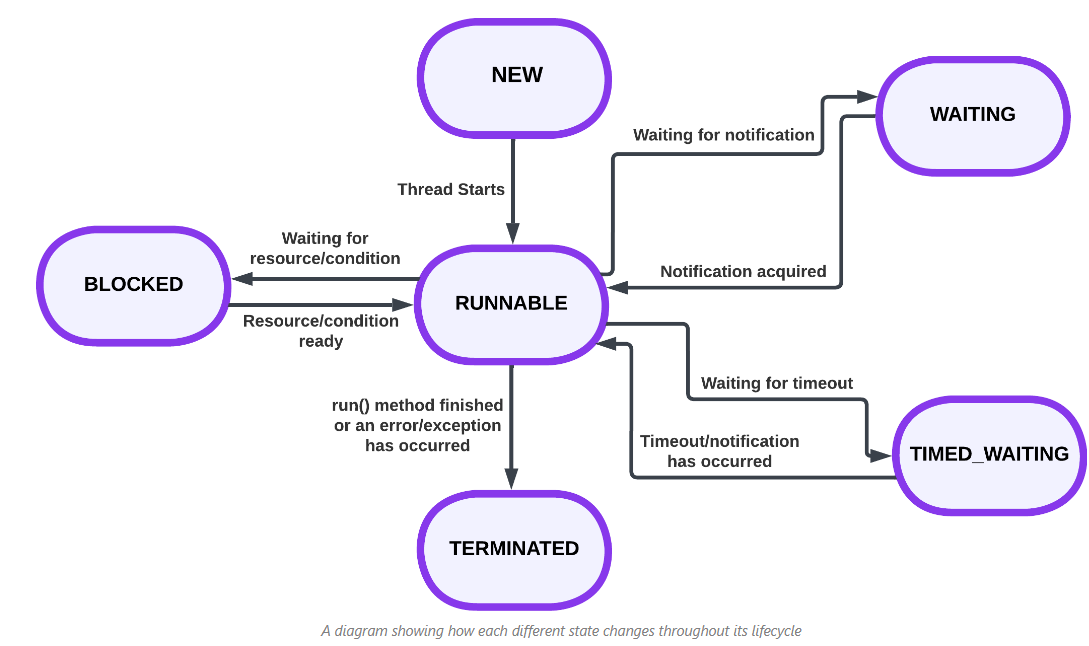 NEW
WAITING
Waiting for notification
Thread Starts
Waiting for
resource/condition
Notification acquired
BLOCKED
RUNNABLE
Resource/condition
ready
Waiting for timeout
run() method finished
or an error/exception
has occurred
Timeout/notification
has occurred
TIMED_WAITING
TERMINATED
A diagram showing how each different state changes throughout its lifecycle